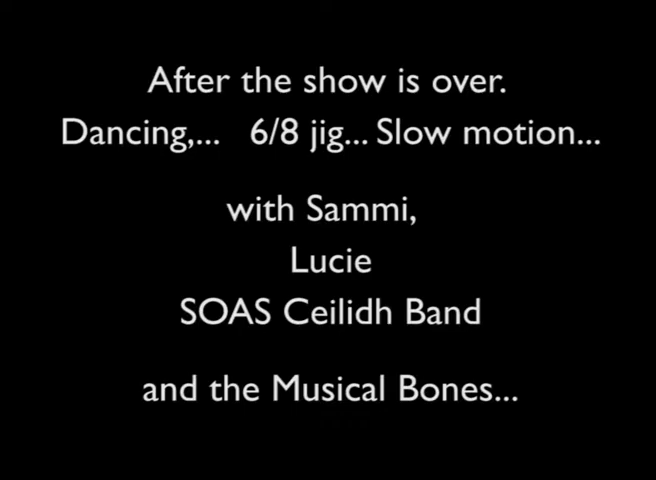 After the show is over.
Dancing,... 6/8 jig... Slow motion...
with Sammi,
Lucie
SOAS Ceilidh Band
and the Musical Bones...